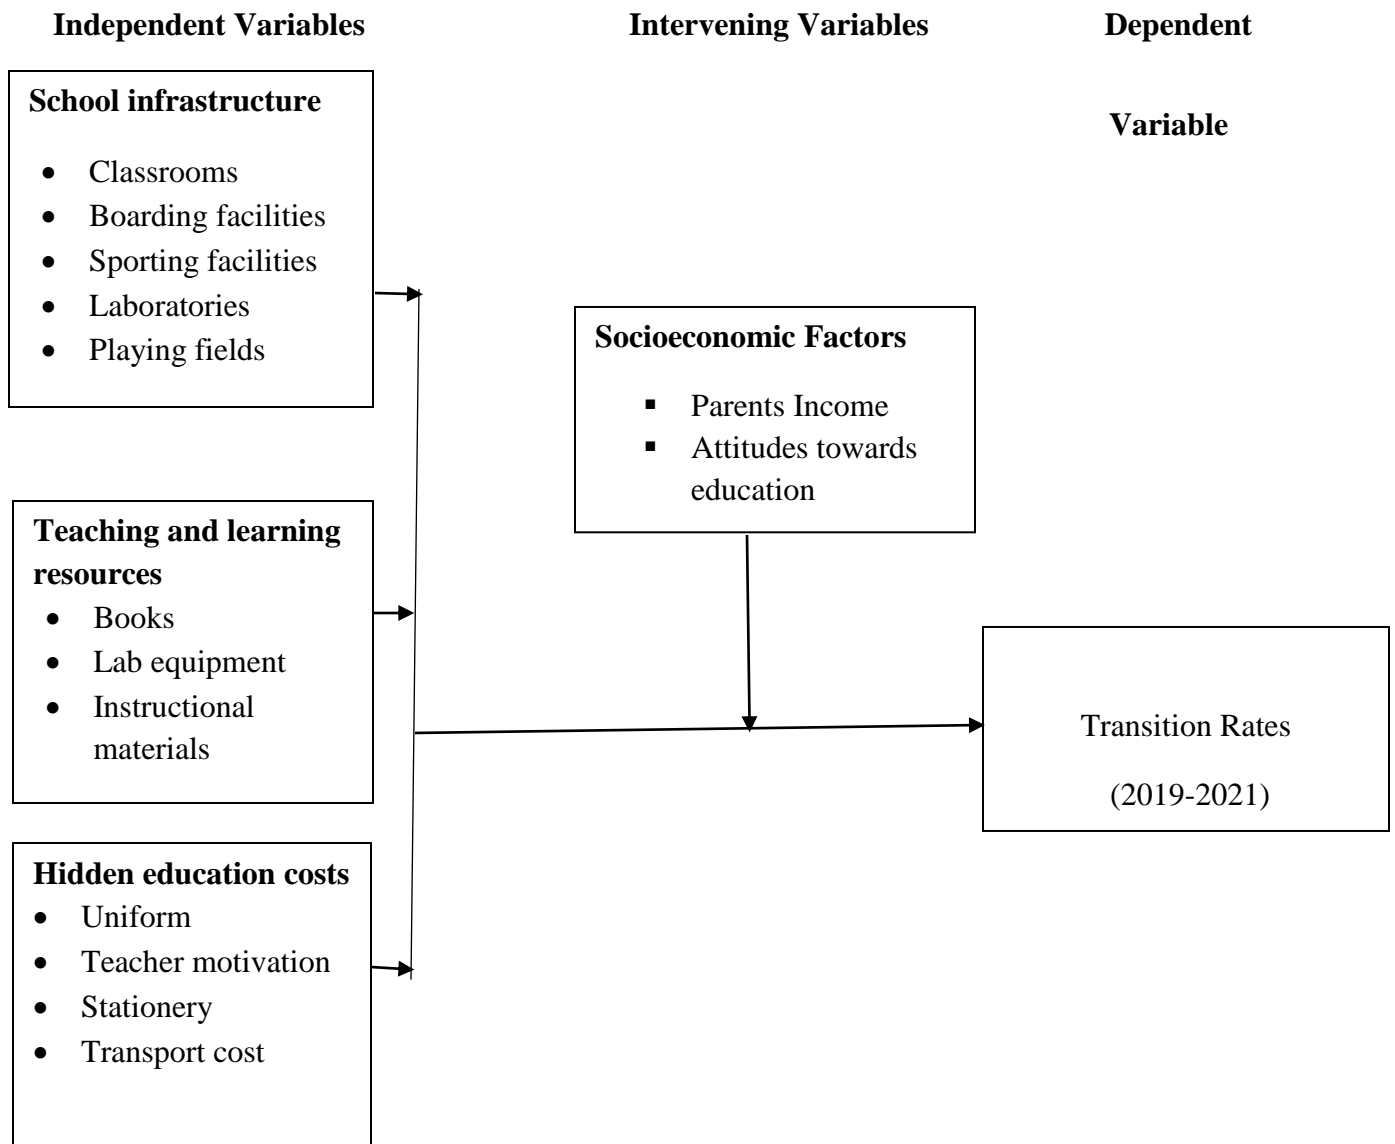 Independent Variables
Intervening Variables
Dependent
Variable
School infrastructure
• Classrooms
• Boarding facilities
• Sporting facilities
• Laboratories
• Playing fields
Socioeconomic Factors
▪ Parents Income
▪ Attitudes towards
education
Teaching and learning
resources
• Books
• Lab equipment
• Instructional
materials
Transition Rates
(2019-2021)
Hidden education costs
• Uniform
• Teacher motivation
• Stationery
• Transport cost